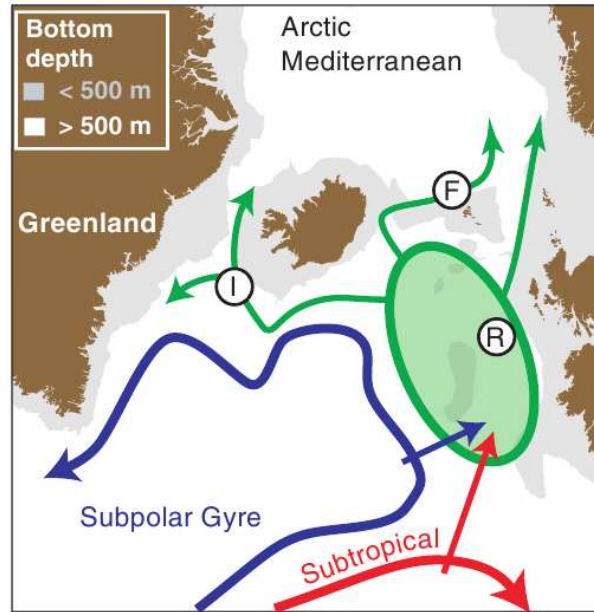 Bottom
depth
< 500 m
> 500 m
Arctic
Mediterranean
Greenland
F
I
R
Subpolar Gyre
Subtropical